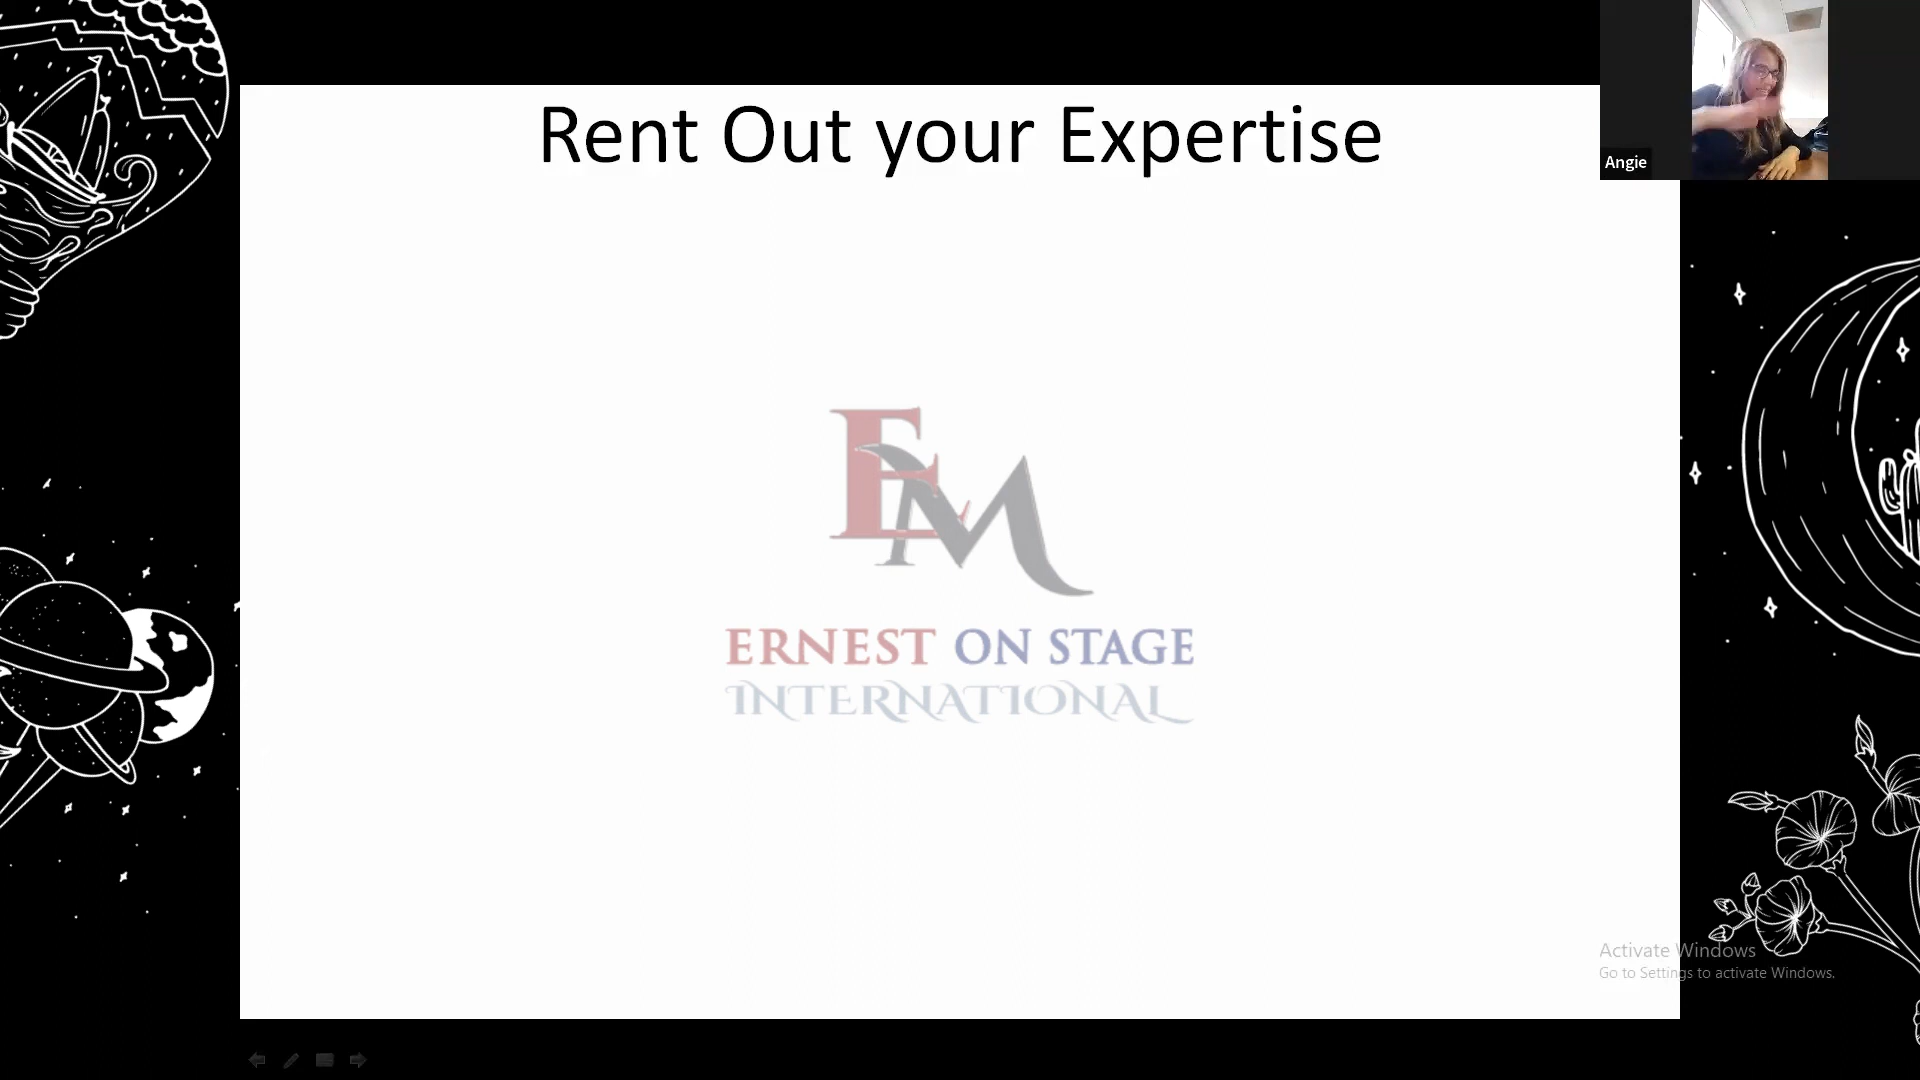 Rent Out your Expertise
Angie
EM
ERNEST ON STAGE
INTERNATIONAL
Activate Windows
Go to Settings to activate Windows.